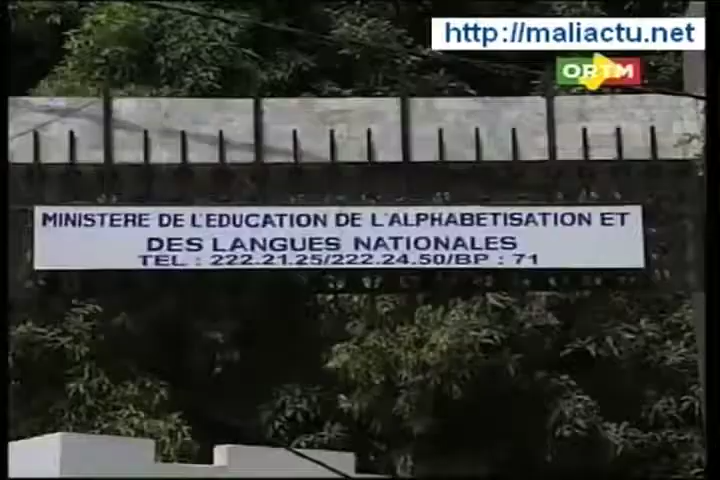 http://maliactu.net
ORTM
MINISTERE DE L'EDUCATION DE L'ALPHABETISATION ET
DES LANGUES NATIONALES
TEL : 222.21.25/222.24.50/BP : 71